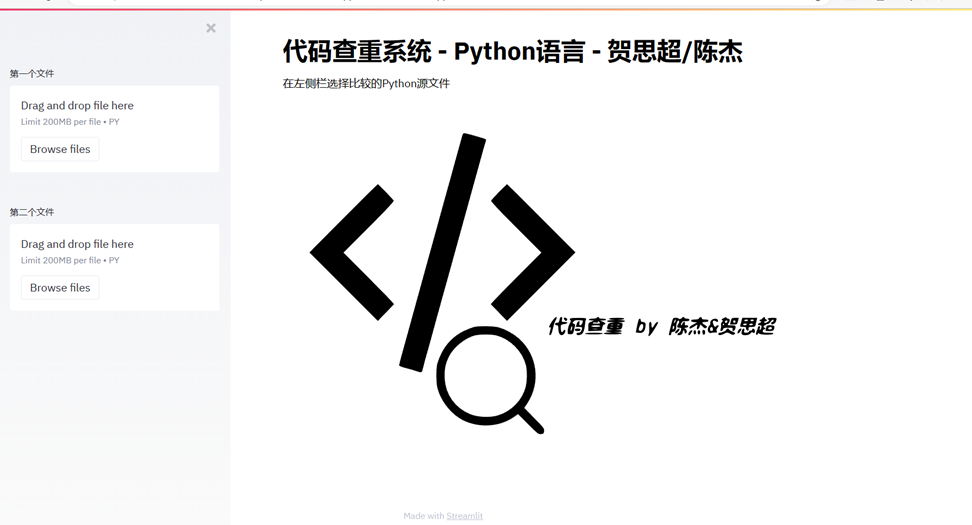 第一个文件
Drag and drop file here
Limit 200MB per file • PY
Browse files
第二个文件
Drag and drop file here
Limit 200MB per file • PY
Browse files
代码查重系统 - Python语言 - 贺思超/陈杰
在左侧栏选择比较的Python源文件
代码查重 by 陈杰&贺思超
Made with Streamlit